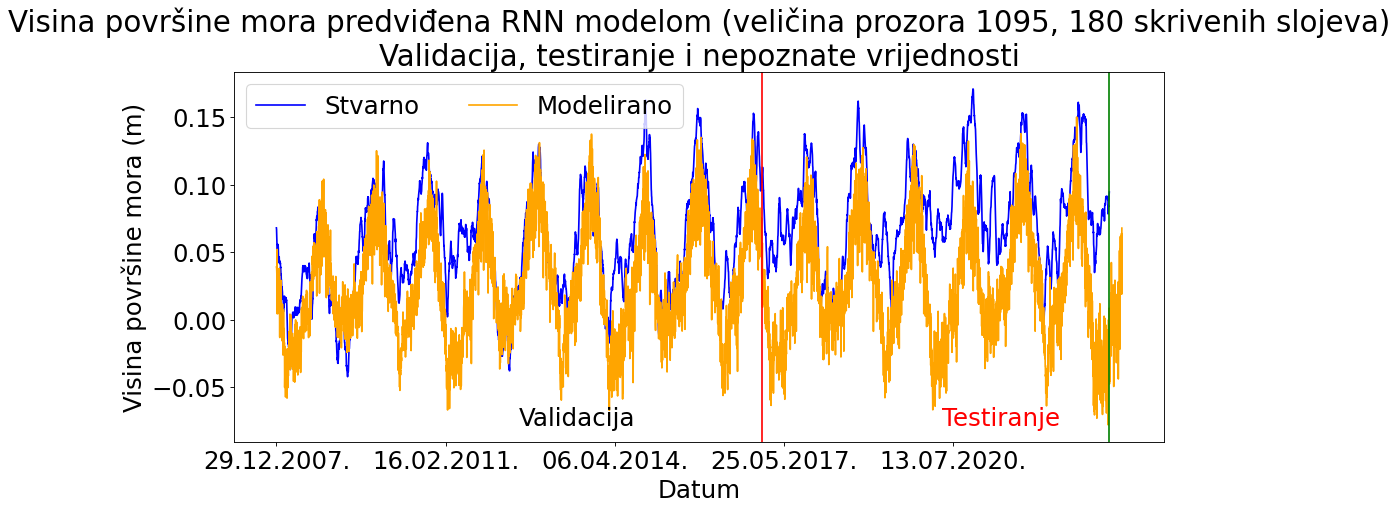 Visina površine mora predviđena RNN modelom (veličina prozora 1095, 180 skrivenih slojeva)
Validacija, testiranje i nepoznate vrijednosti
Stvarno Modelirano
Visina površine mora (m)
0.15
0.10
0.05
0.00
−0.05
Validacija Testiranje
29.12.2007. 16.02.2011. 06.04.2014. 25.05.2017. 13.07.2020.
Datum